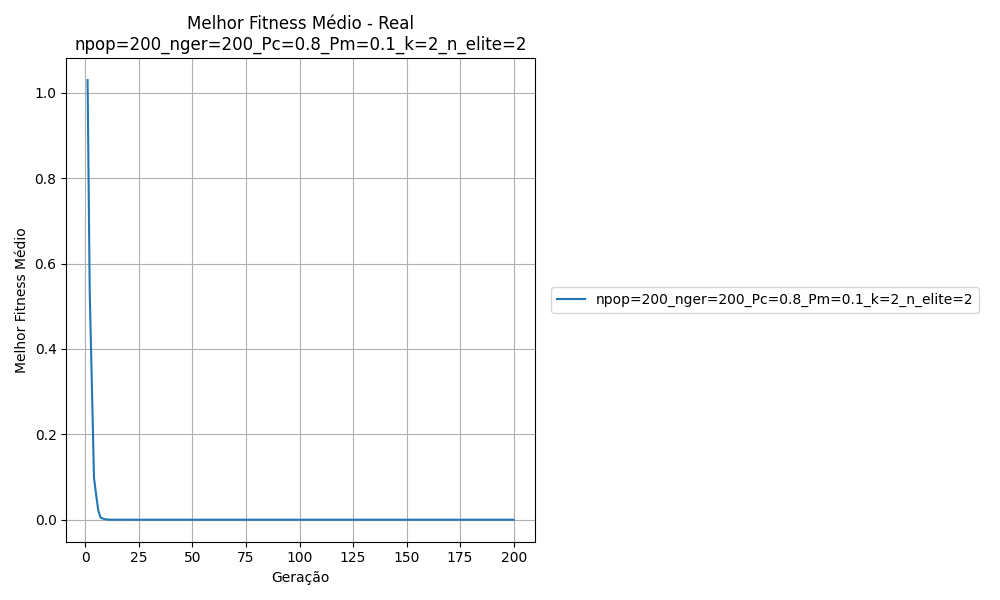 Melhor Fitness Médio - Real
npop=200_nger=200_Pc=0.8_Pm=0.1_k=2_n_elite=2
Melhor Fitness Médio
1.0
0.8
0.6
0.4
0.2
0.0
0 25 50 75 100 125 150 175 200
Geração
npop=200_nger=200_Pc=0.8_Pm=0.1_k=2_n_elite=2